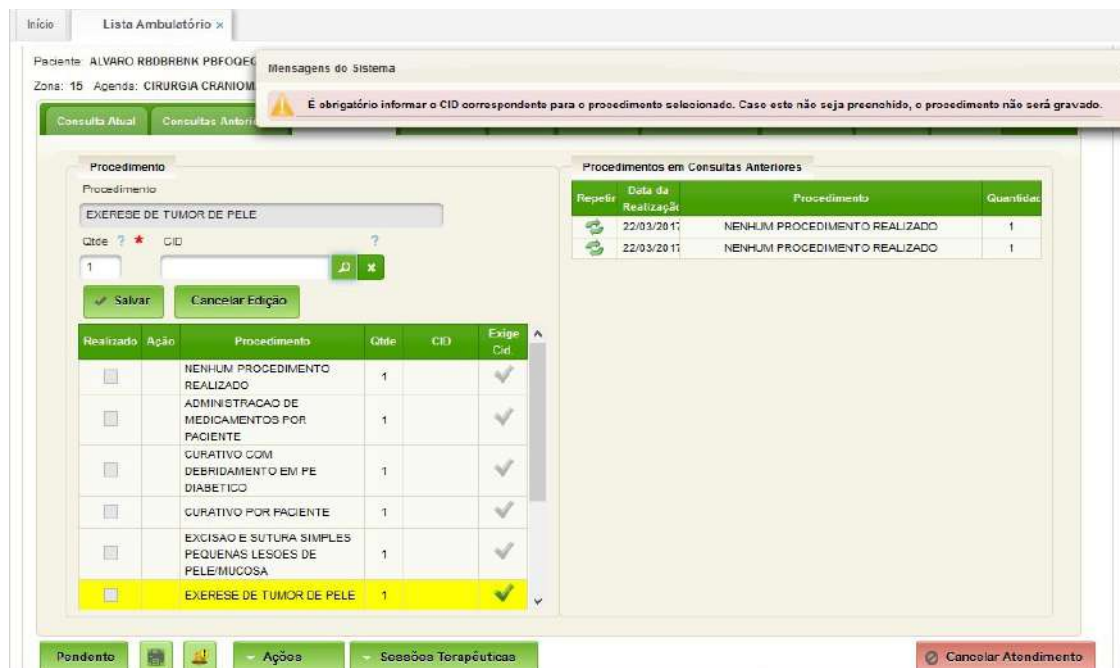 Início
Lista Ambulatório ×
Paciente: ALVARO RBDBRBNK
Mensagens do Sistema
Zona: 15 Agenda: CIRURGIA CRANIOM
É obrigatório informar o CID correspondente para o procedimento selecionado. Caso este não seja preenchido, o procedimento não será gravado.
Consulta Atual
Consultas Anterio
Procedimento
Procedimento
EXERESE DE TUMOR DE PELE
Qtde ? * CID ?
1
Salvar
Cancelar Edição
Realizado Ação Procedimento Qtde CID Exige
Cid.
NENHUM PROCEDIMENTO
REALIZADO
1
ADMINISTRACAO DE
MEDICAMENTOS POR
PACIENTE
1
CURATIVO COM
DEBRIDAMENTO EM PE
DIABETICO
1
CURATIVO POR PACIENTE 1
EXCISAO E SUTURA SIMPLES
PEQUENAS LESOES DE
PELE/MUCOSA
1
EXERESE DE TUMOR DE PELE 1
Procedimentos em Consultas Anteriores
Repetir Data da
Realização
Procedimento Quantidad
22/03/2017 NENHUM PROCEDIMENTO REALIZADO 1
22/03/2017 NENHUM PROCEDIMENTO REALIZADO 1
Pendente
Ações
Sessões Terapêuticas
Cancelar Atendimento